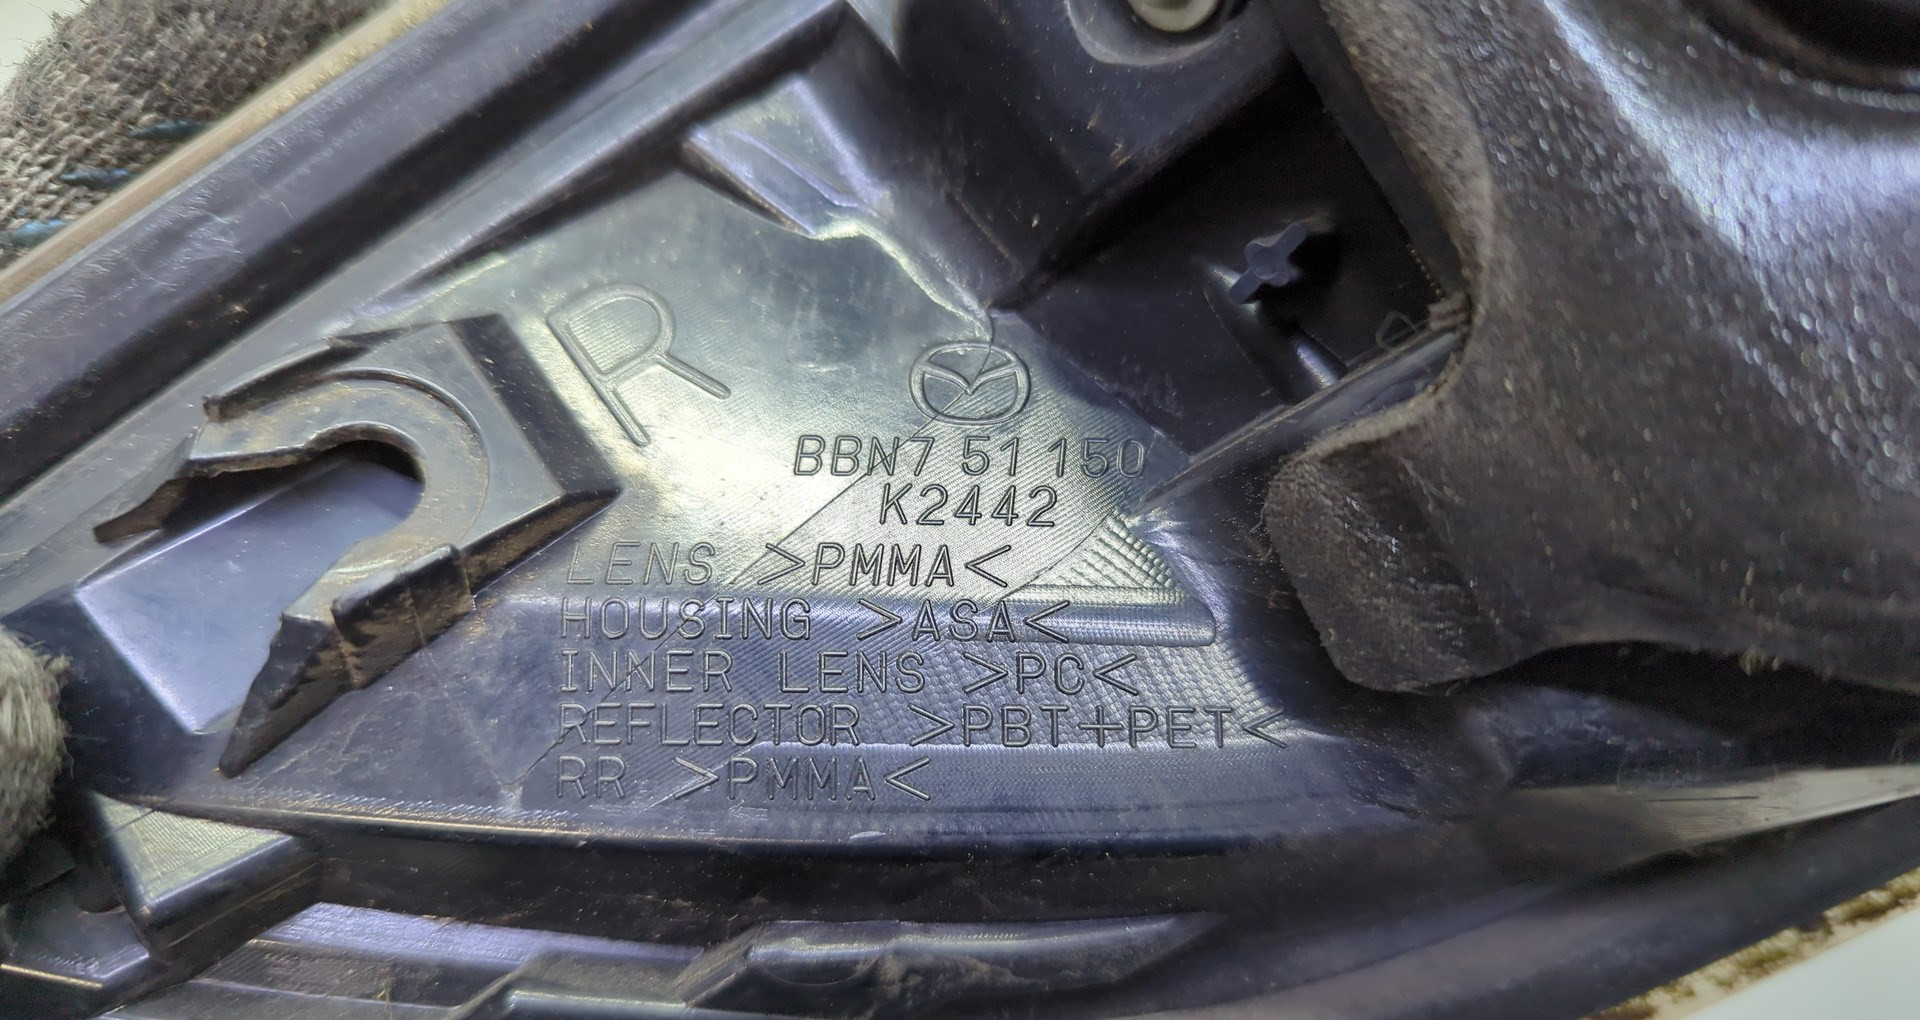 R
BBN7 51 150
K2442
LENS >PMMA<
HOUSING >ASA<
INNER LENS >PC<
REFLECTOR >PBT+PET<
RR >PMMA<